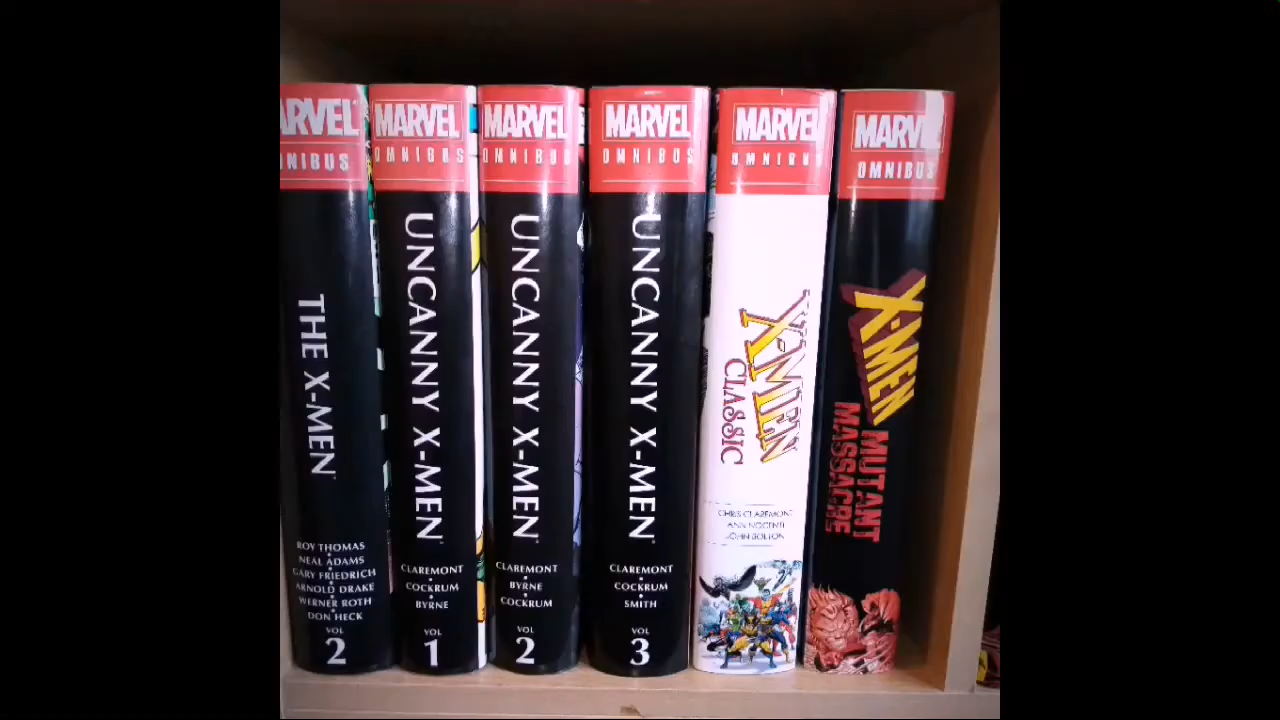 MARVEL
OMNIBUS
THE X-MEN
ROY THOMAS
NEAL ADAMS
GARY FRIEDRICH
ARNOLD DRAKE
WERNER ROTH
DON HECK
VOL
2
MARVEL
OMNIBUS
UNCANNY X-MEN
CLAREMONT
COCKRUM
BYRNE
VOL
1
MARVEL
OMNIBUS
UNCANNY X-MEN
CLAREMONT
BYRNE
COCKRUM
VOL
2
MARVEL
OMNIBUS
UNCANNY X-MEN
CLAREMONT
COCKRUM
SMITH
VOL
3
MARVEL
OMNIBUS
X-MEN
CLASSIC
CHRIS CLAREMONT
ANN NOCENTI
JOHN BOLTON
MARVEL
OMNIBUS
X-MEN
MUTANT
MASSACRE